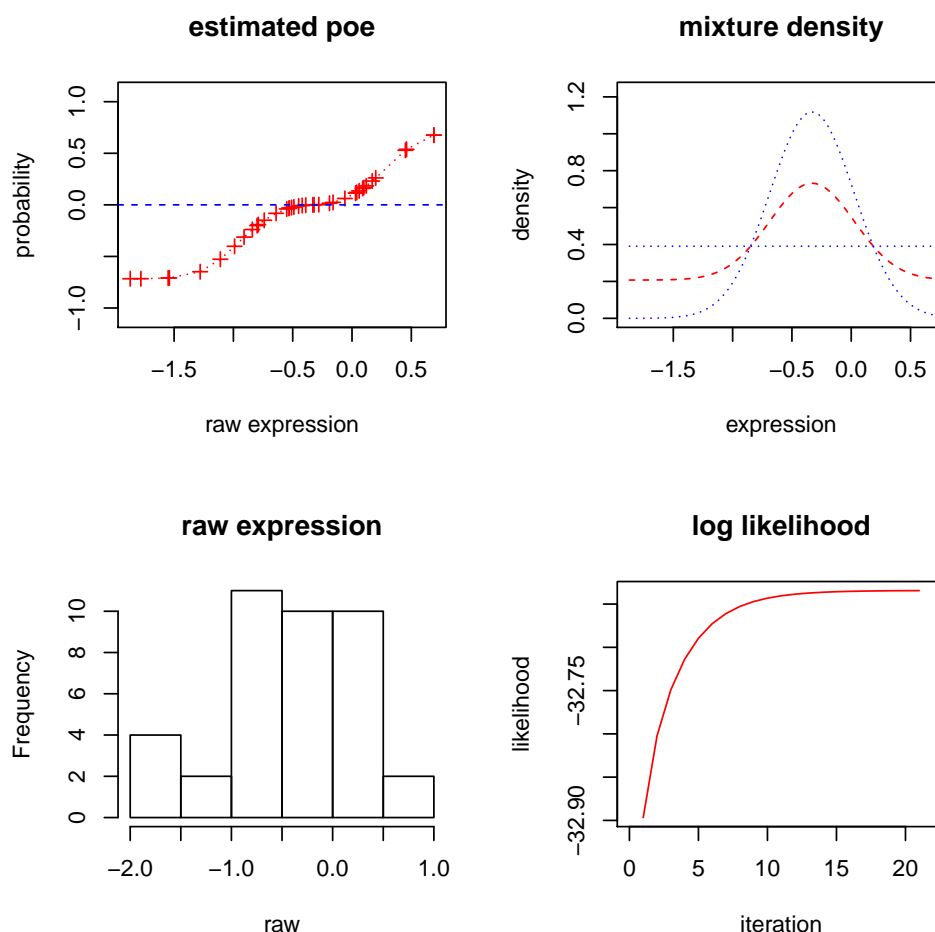 estimated poe
probability
1.0
0.5
0.0
−1.0
−1.5
−0.5
0.0
0.5
raw expression
mixture density
density
1.2
0.8
0.4
0.0
−1.5
−0.5
0.0
0.5
expression
raw expression
Frequency
10
8
6
4
2
0
−2.0
−1.0
0.0
1.0
raw
log likelihood
likelihood
−32.75
−32.90
0
5
10
15
20
iteration